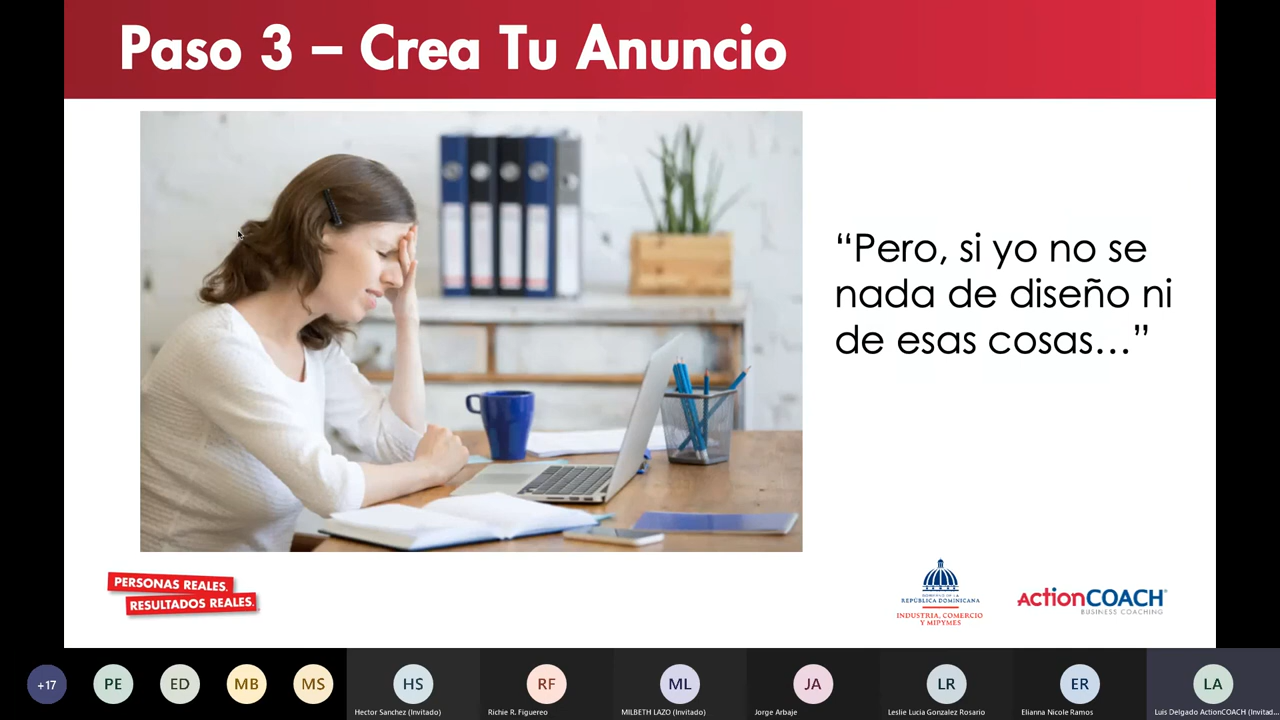 Paso 3 – Crea Tu Anuncio
“Pero, si yo no se
nada de diseño ni
de esas cosas…”
PERSONAS REALES.
RESULTADOS REALES.
GOBIERNO DE LA
REPÚBLICA DOMINICANA
INDUSTRIA, COMERCIO
Y MIPYMES
ActionCOACH
BUSINESS COACHING
+17
PE
ED
MB
MS
HS
RF
ML
JA
LR
ER
LA
Hector Sanchez (Invitado)
Richie R. Figuereo
MILBETH LAZO (Invitado)
Jorge Arbaje
Leslie Lucia Gonzalez Rosario
Elianna Nicole Ramos
Luis Delgado ActionCOACH (Invitad...